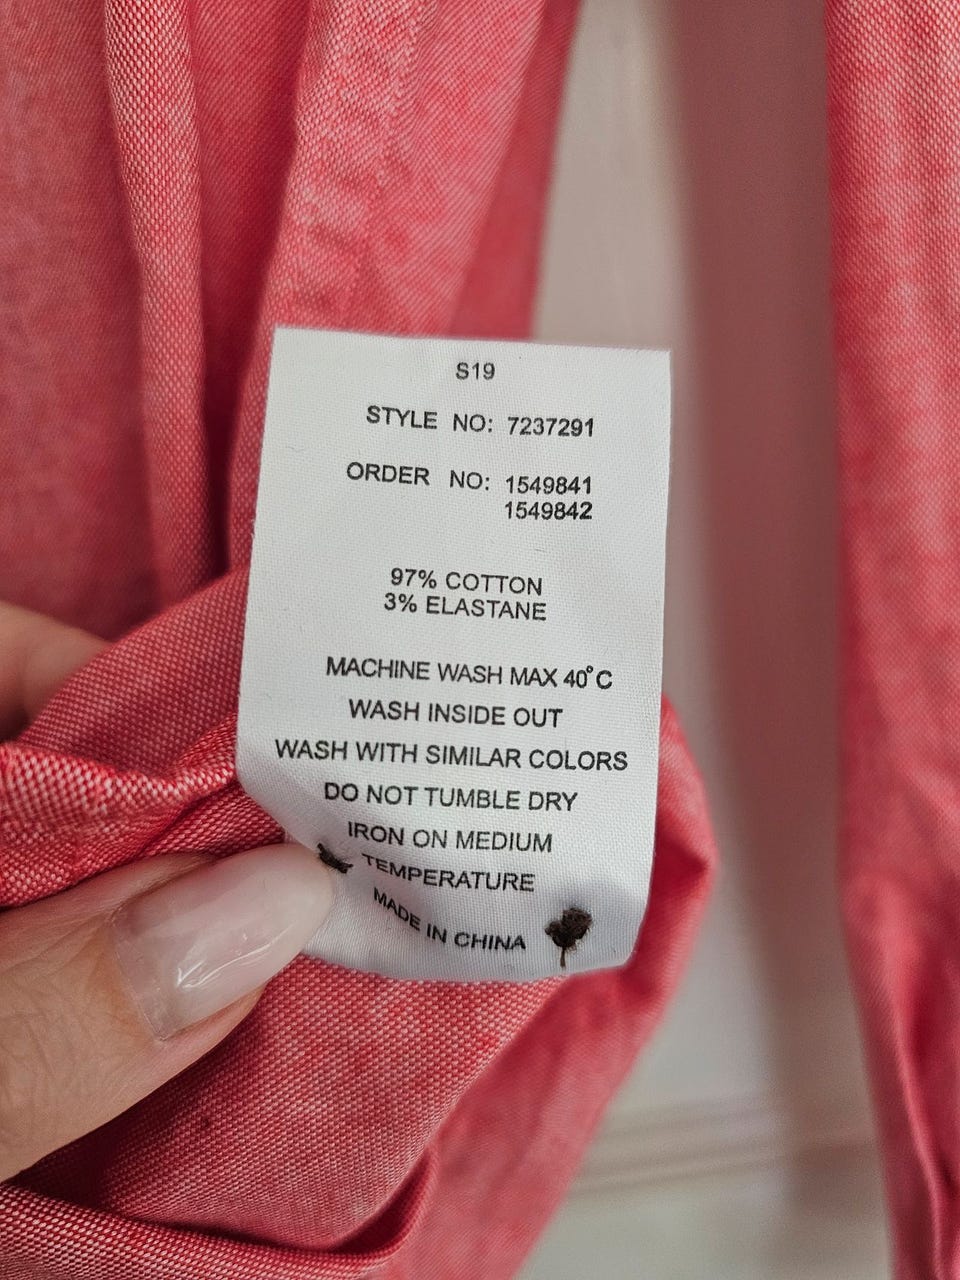 S19
STYLE NO: 7237291
ORDER NO: 1549841
1549842
97% COTTON
3% ELASTANE
MACHINE WASH MAX 40°C
WASH INSIDE OUT
WASH WITH SIMILAR COLORS
DO NOT TUMBLE DRY
IRON ON MEDIUM
TEMPERATURE
MADE IN CHINA